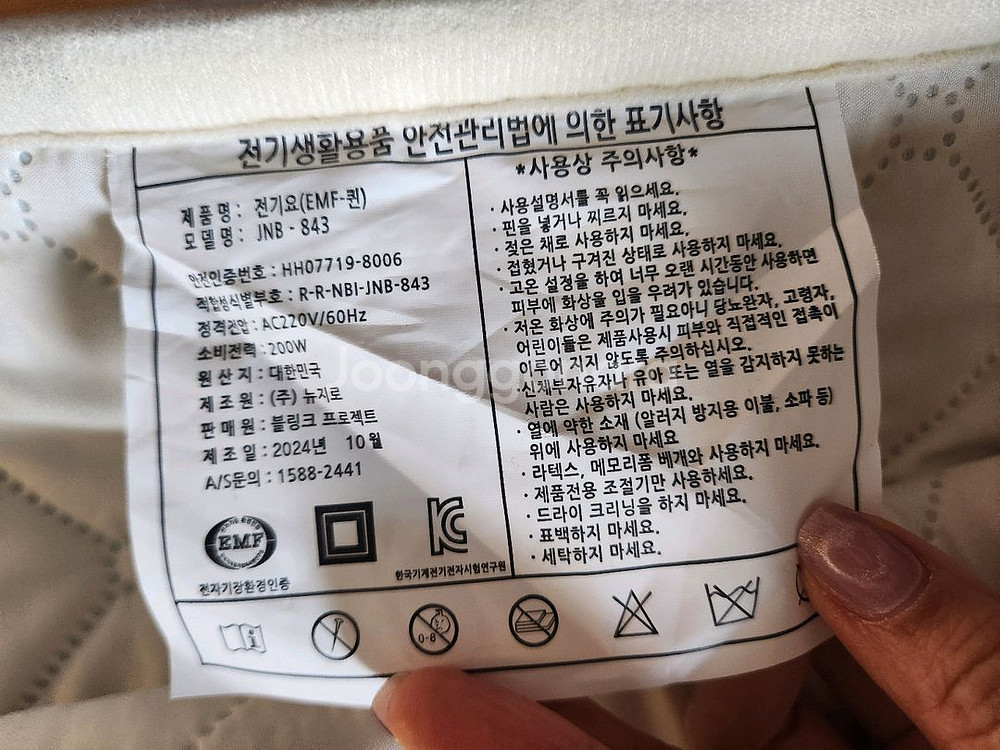 전기생활용품 안전관리법에 의한 표기사항
제품명 : 전기요(EMF-퀸)
모델명 : JNB - 843
안전인증번호 : HH07719-8006
적합성식별부호 : R-R-NBI-JNB-843
정격전압 : AC220V/60Hz
소비전력 : 200W
원산지 : 대한민국
제조원 : (주) 뉴지로
판매원 : 블링크 프로젝트
제조일 : 2024년 10월
A/S문의 : 1588-2441
EMF
전자기장환경인증
한국기계전기전자시험연구원
*사용상 주의사항*
· 사용설명서를 꼭 읽으세요.
· 핀을 넣거나 찌르지 마세요.
· 젖은 채로 사용하지 마세요.
· 접혔거나 구겨진 상태로 사용하지 마세요.
· 고온 설정을 하여 너무 오랜 시간동안 사용하면
피부에 화상을 입을 우려가 있습니다.
· 저온 화상에 주의가 필요아니 당뇨완자, 고령자,
어린이들은 제품사용시 피부와 직접적인 접촉이
이루어 지지 않도록 주의하십시오.
· 신체부자유자나 유아 또는 열을 감지하지 못하는
사람은 사용하지 마세요.
· 열에 약한 소재 (알러지 방지용 이불, 소파 등)
위에 사용하지 마세요
· 라텍스, 메모리폼 베개와 사용하지 마세요.
· 제품전용 조절기만 사용하세요.
· 드라이 크리닝을 하지 마세요.
· 표백하지 마세요.
· 세탁하지 마세요.
0-8